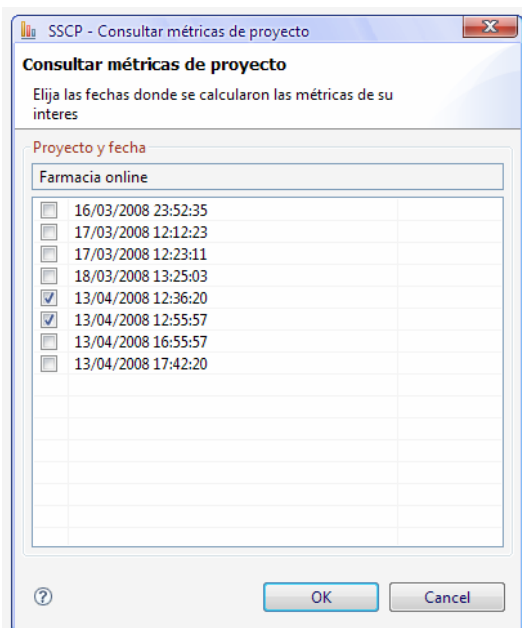 SSCP - Consultar métricas de proyecto
Consultar métricas de proyecto
Elija las fechas donde se calcularon las métricas de su
interes
Proyecto y fecha
Farmacia online
16/03/2008 23:52:35
17/03/2008 12:12:23
17/03/2008 12:23:11
18/03/2008 13:25:03
13/04/2008 12:36:20
13/04/2008 12:55:57
13/04/2008 16:55:57
13/04/2008 17:42:20
OK Cancel